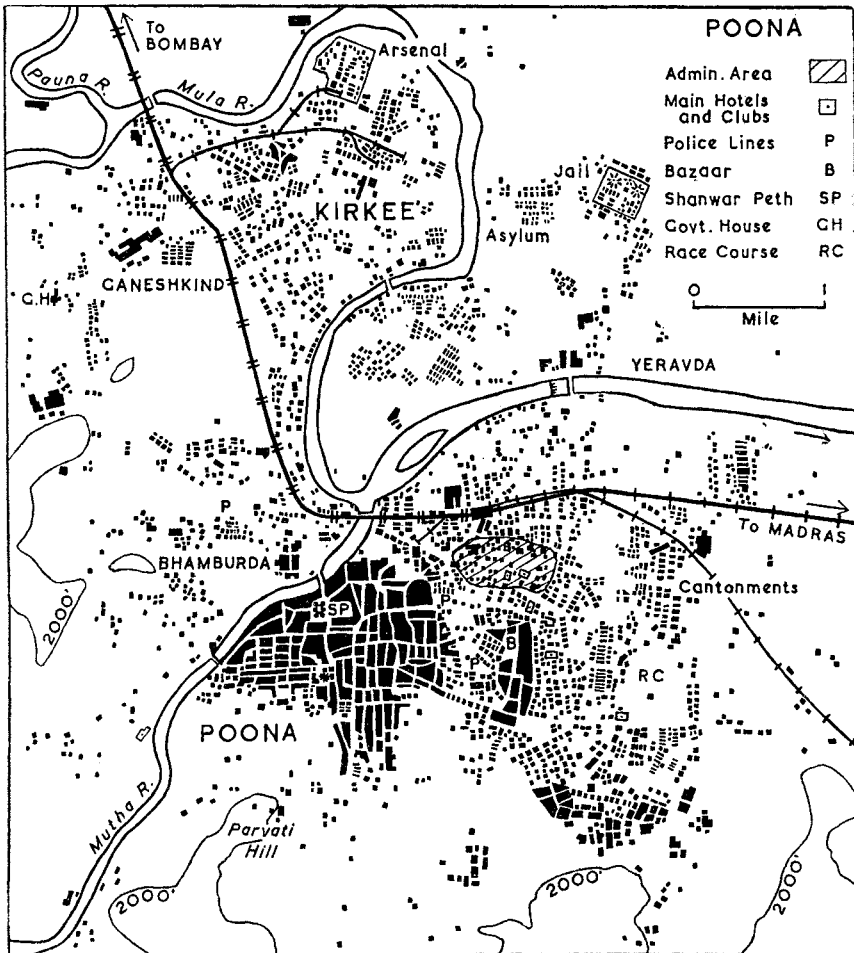 POONA
Admin. Area
Main Hotels
and Clubs
Police Lines P
Bazaar B
Shanwar Peth SP
Govt. House GH
Race Course RC
0 1
Mile
To
BOMBAY
Pauna R.
Mula R.
Arsenal
Jail
KIRKEE
Asylum
GANESHKIND
G.H
YERAVDA
P
To MADRAS
BHAMBURDA
Cantonments
2000'
SP
P
B
P
RC
POONA
Mutha R.
Parvati
Hill
2000'
2000'
2000'